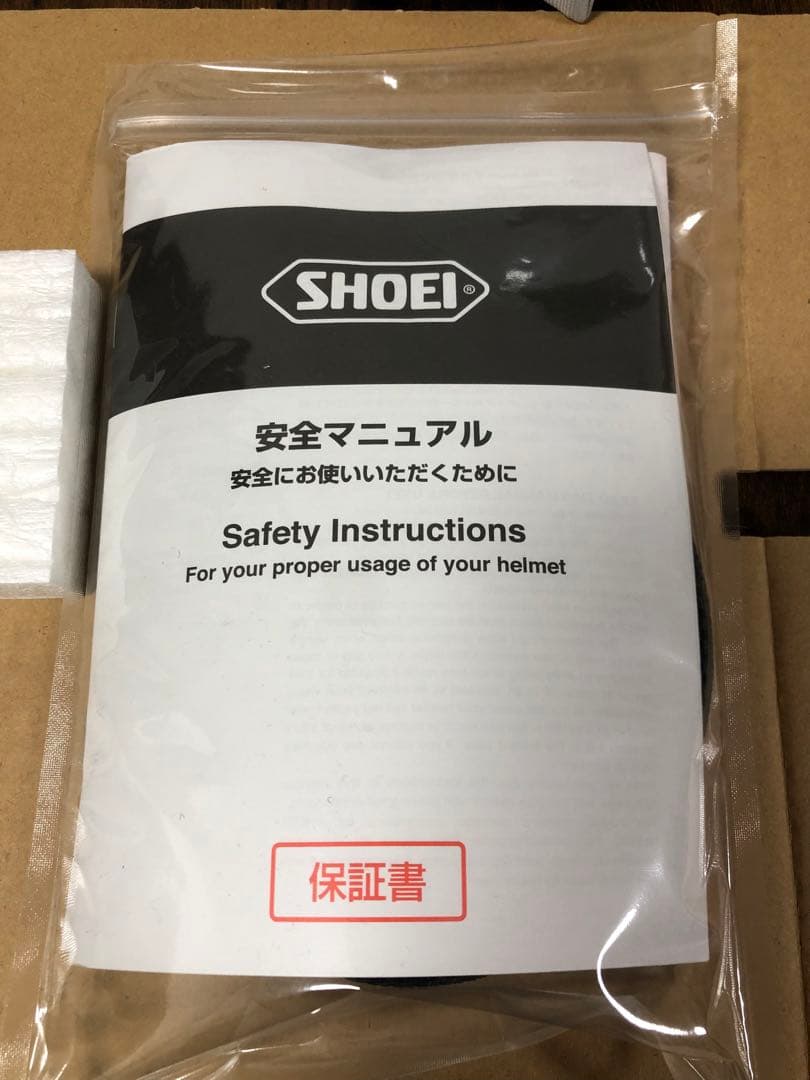 SHOEI®
安全マニュアル
安全にお使いいただくために
Safety Instructions
For your proper usage of your helmet
保証書